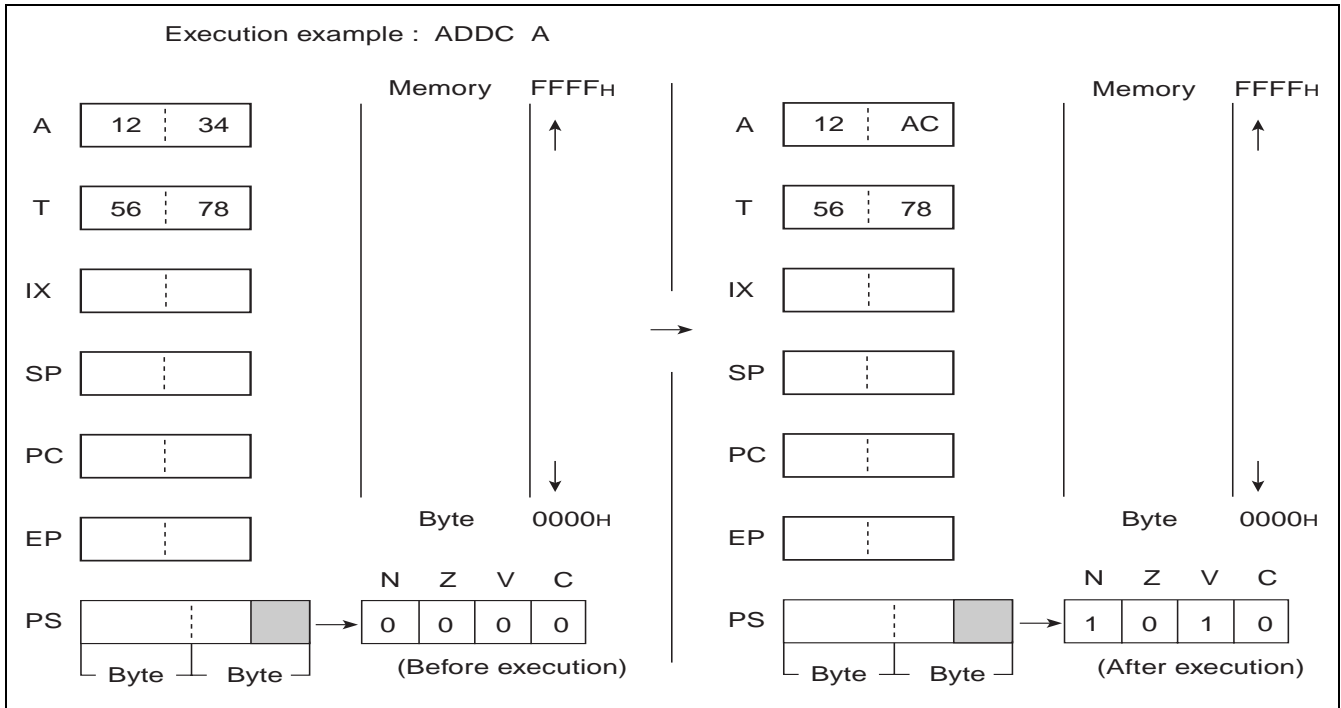 Execution example : ADDC A
Memory FFFFH
A 12 34
T 56 78
IX
SP
PC
EP
Byte 0000H
N Z V C
PS 0 0 0 0
Byte Byte (Before execution)
Memory FFFFH
A 12 AC
T 56 78
IX
SP
PC
EP
Byte 0000H
N Z V C
PS 1 0 1 0
Byte Byte (After execution)